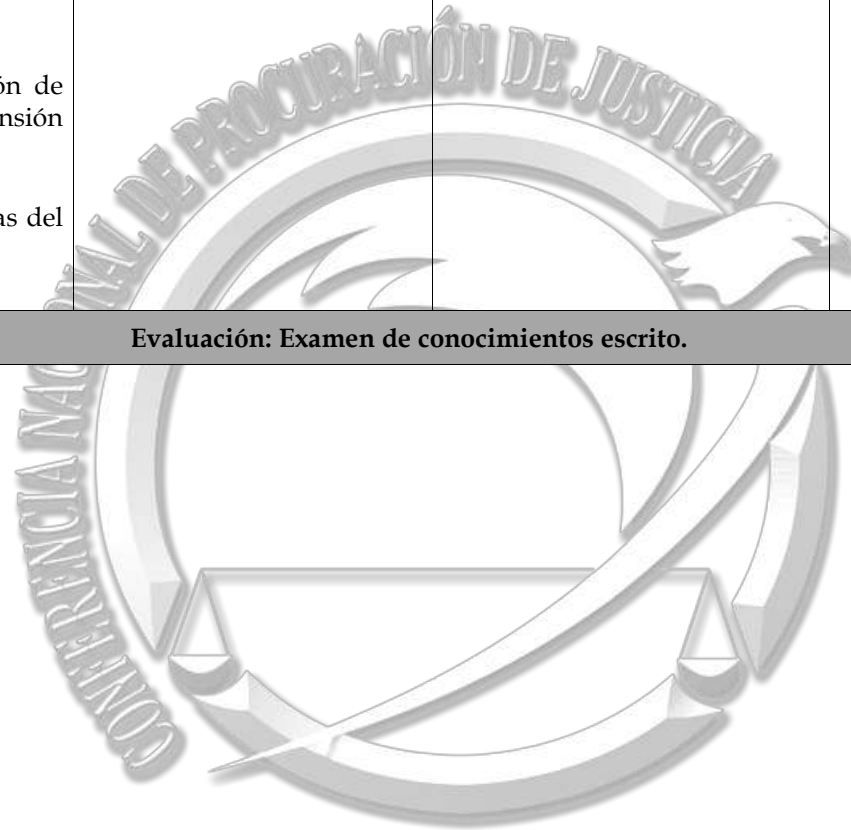 CONFERENCIA NACIONAL DE PROCURACIÓN DE JUSTICIA
ón de
nsión
as del
Evaluación: Examen de conocimientos escrito.